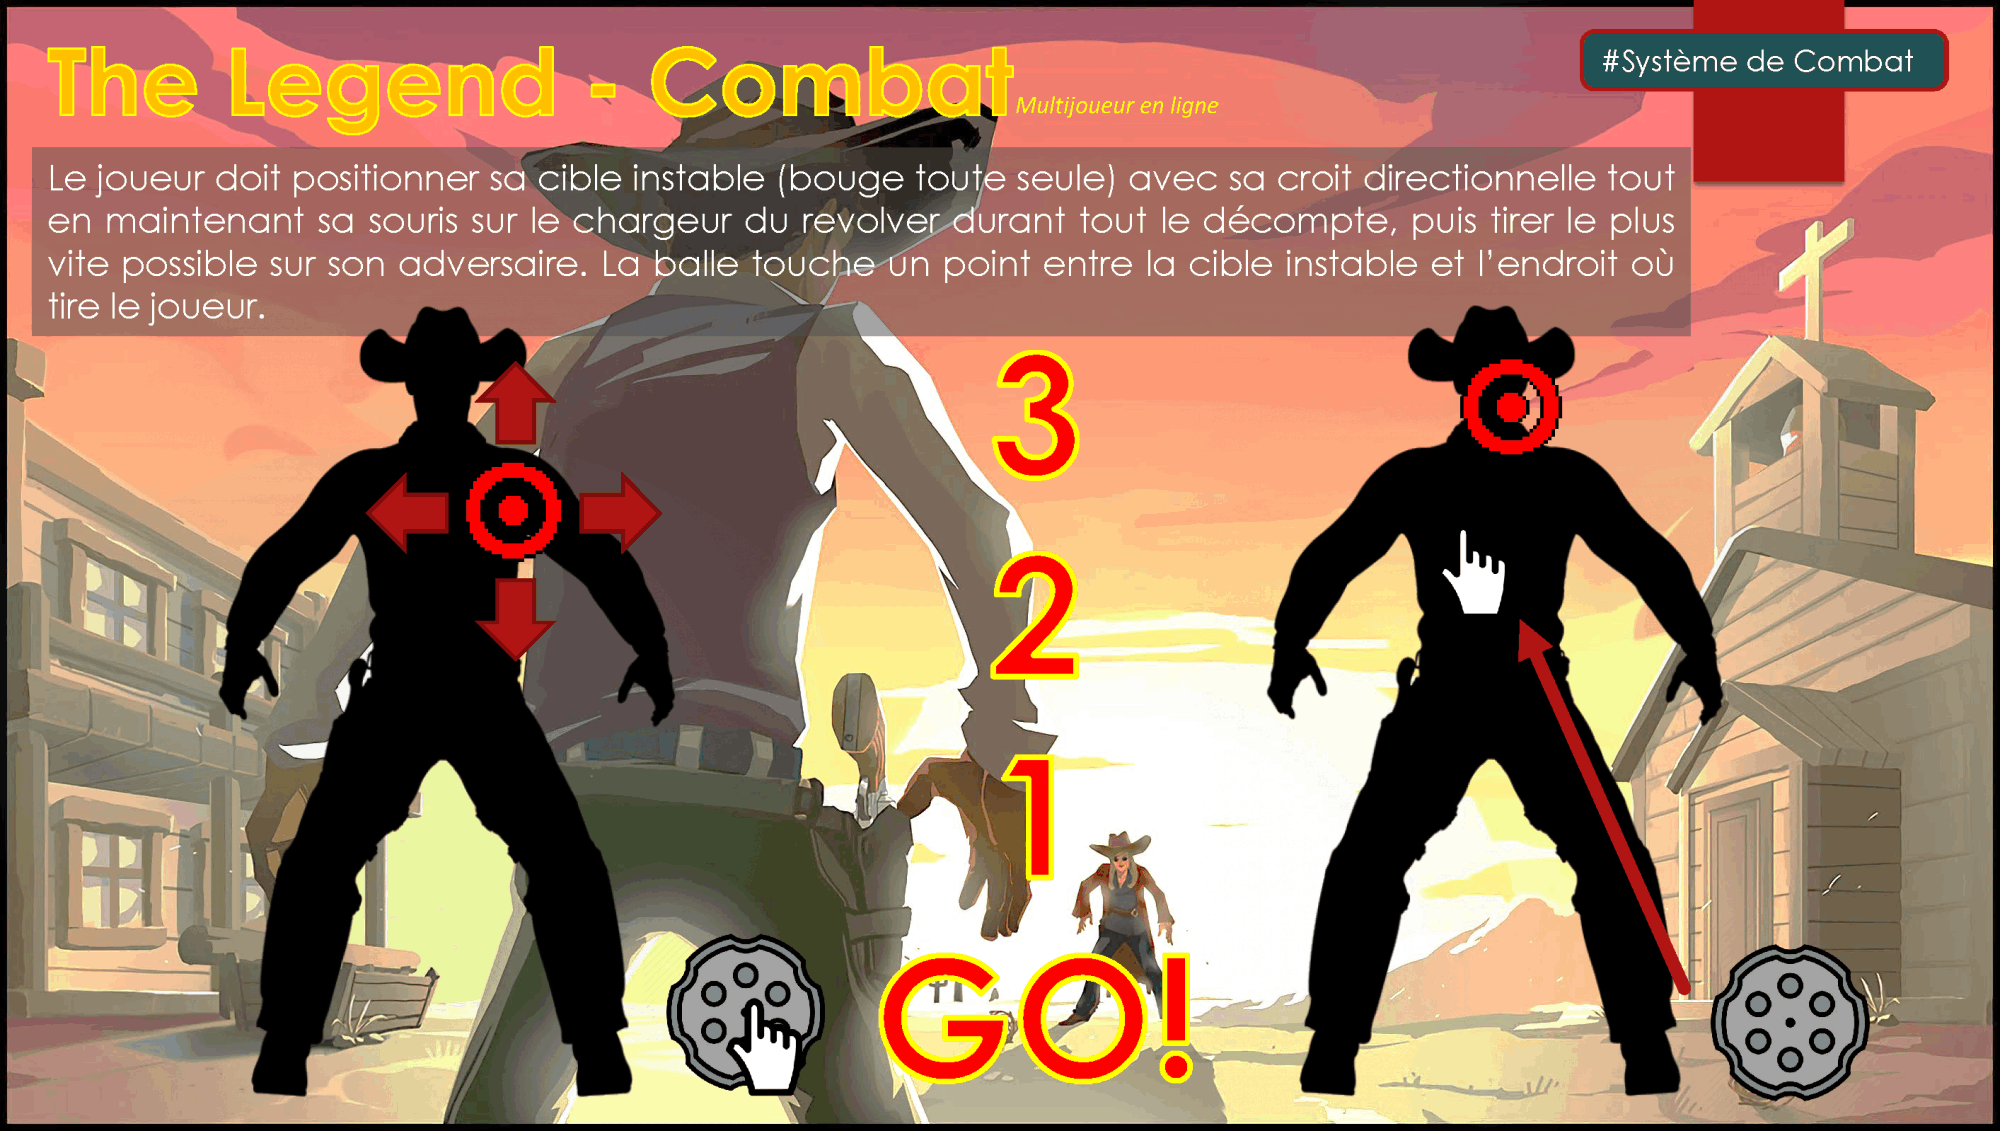 The Legend - Combat
Multijoueur en ligne
#Système de Combat
Le joueur doit positionner sa cible instable (bouge toute seule) avec sa croit directionnelle tout
en maintenant sa souris sur le chargeur du revolver durant tout le décompte, puis tirer le plus
vite possible sur son adversaire. La balle touche un point entre la cible instable et l’endroit où
tire le joueur.
3
2
1
GO!